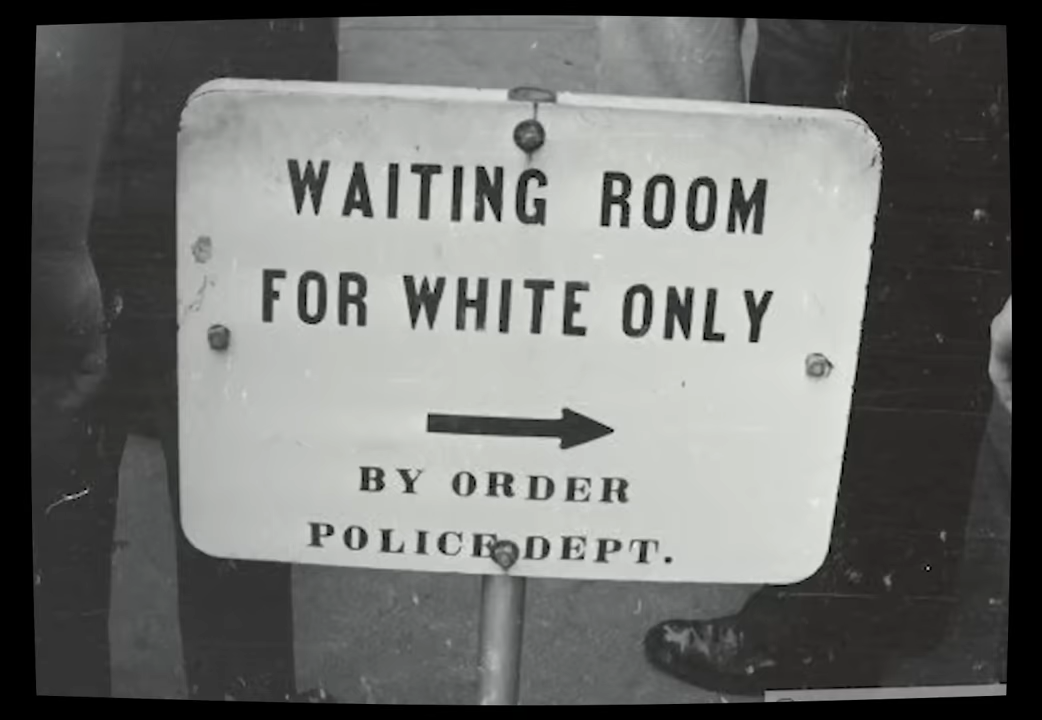 WAITING ROOM
FOR WHITE ONLY
BY ORDER
POLICE DEPT.